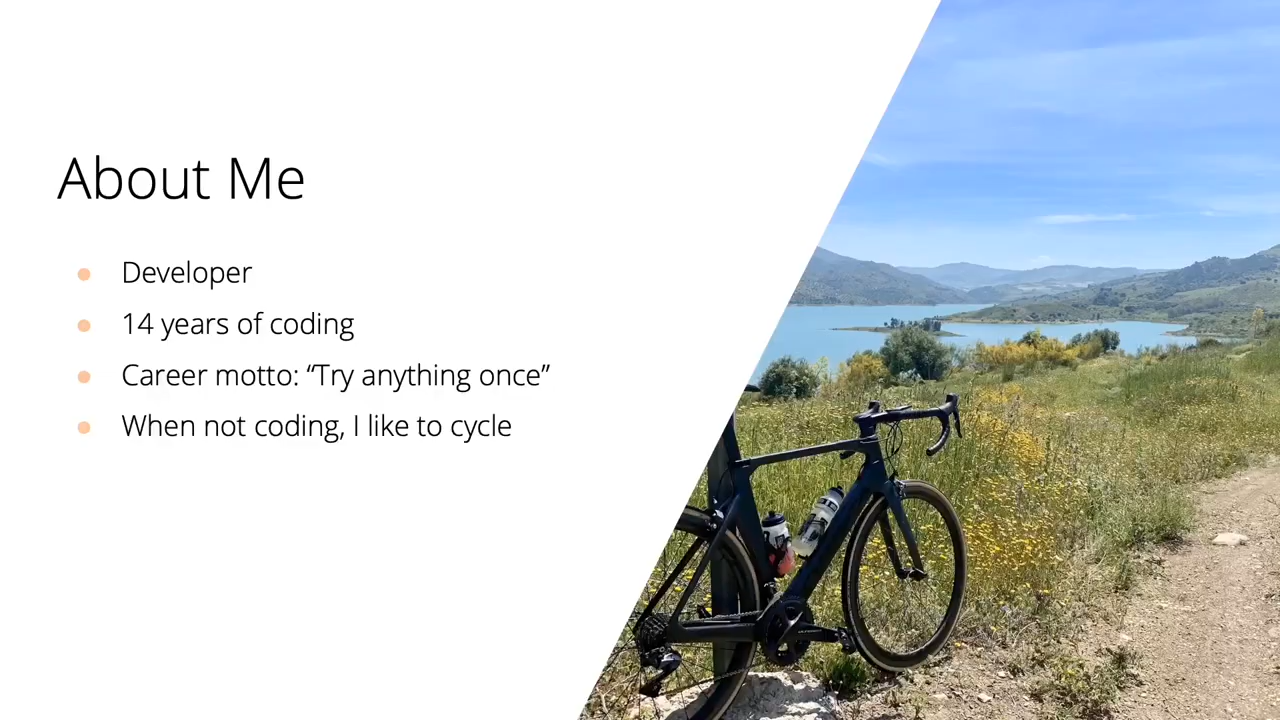 About Me
Developer
14 years of coding
Career motto: “Try anything once”
When not coding, I like to cycle